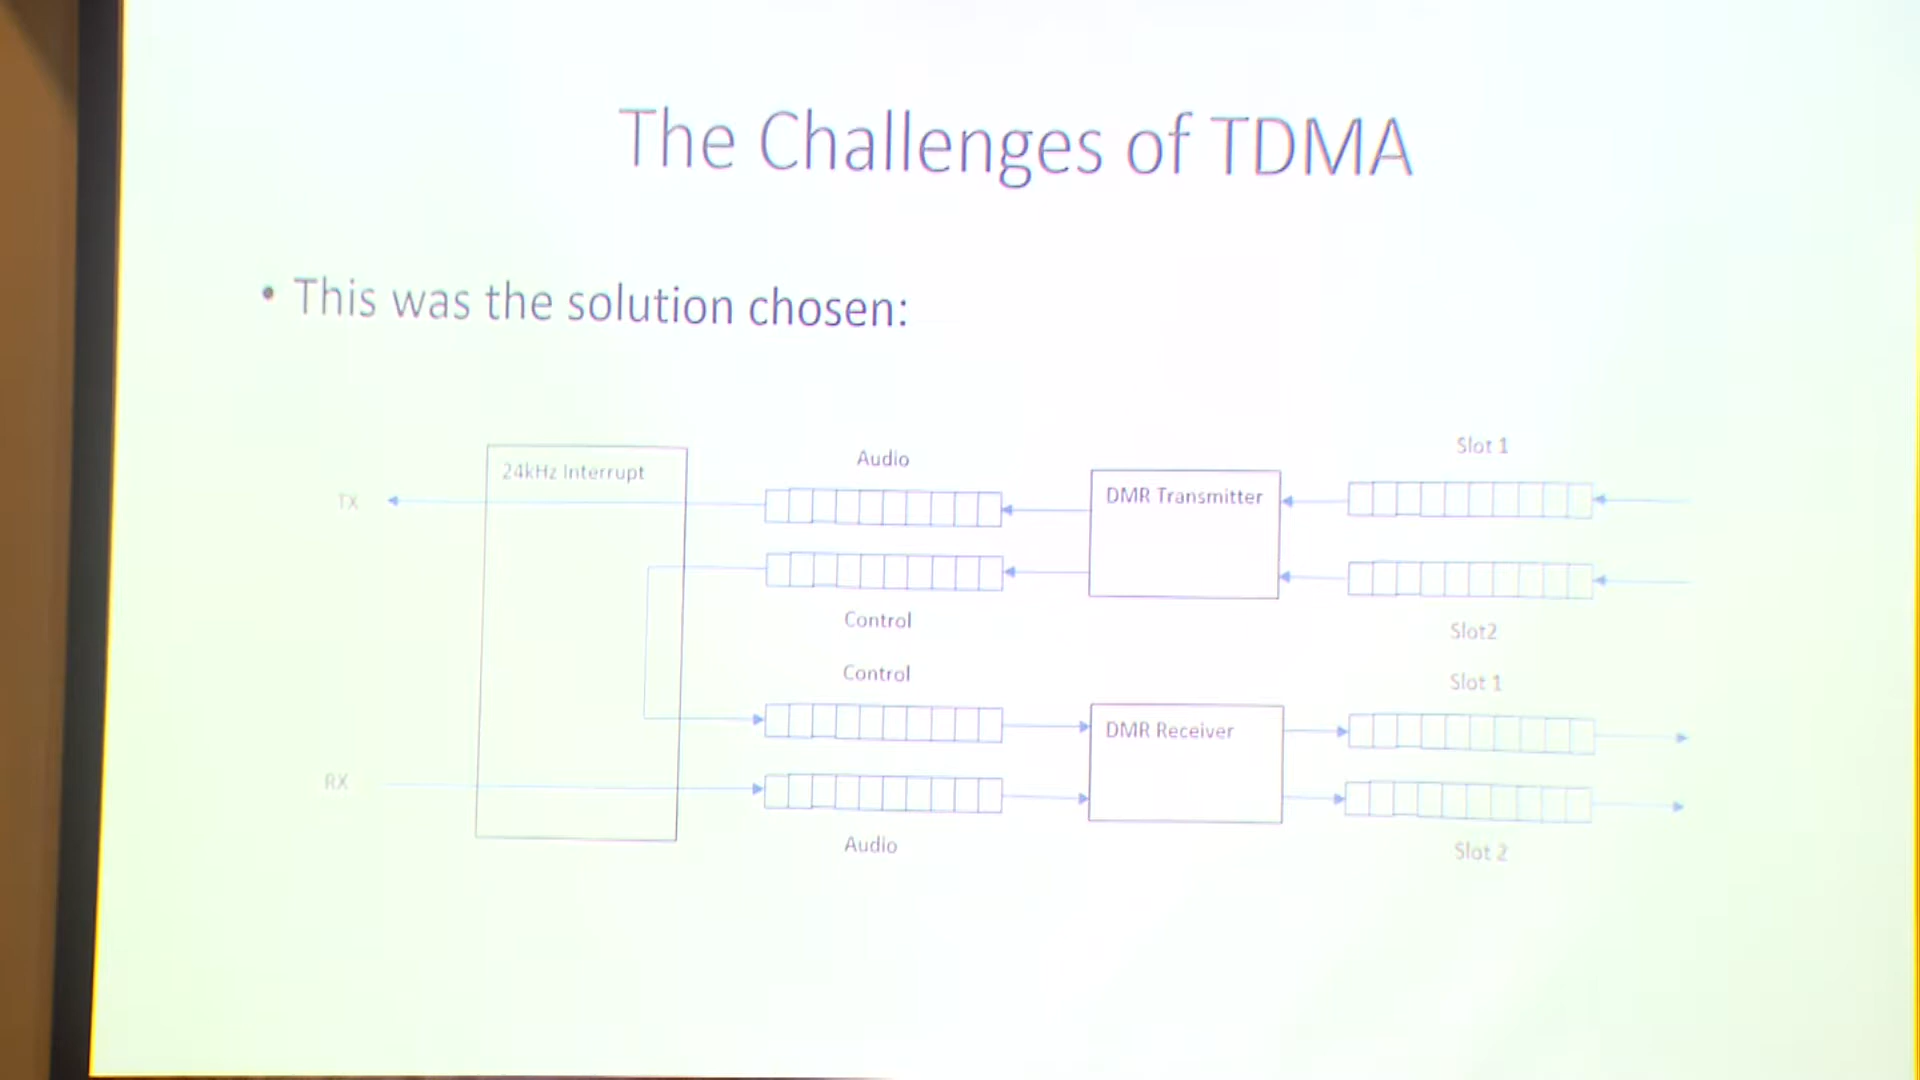 The Challenges of TDMA
• This was the solution chosen:
Slot 1
Audio
24kHz Interrupt
DMR Transmitter
TX
Control
Slot2
Control
Slot 1
DMR Receiver
RX
Audio
Slot 2